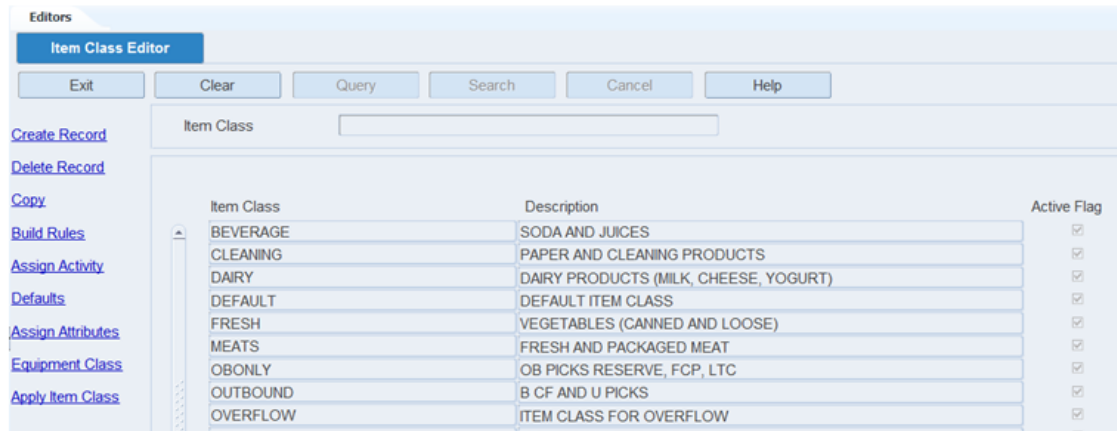 Editors
Item Class Editor
Exit Clear Query Search Cancel Help
Item Class
Create Record
Delete Record
Copy
Build Rules
Assign Activity
Defaults
Assign Attributes
Equipment Class
Apply Item Class
Item Class Description Active Flag
BEVERAGE SODA AND JUICES
CLEANING PAPER AND CLEANING PRODUCTS
DAIRY DAIRY PRODUCTS (MILK, CHEESE, YOGURT)
DEFAULT DEFAULT ITEM CLASS
FRESH VEGETABLES (CANNED AND LOOSE)
MEATS FRESH AND PACKAGED MEAT
OBONLY OB PICKS RESERVE, FCP, LTC
OUTBOUND B CF AND U PICKS
OVERFLOW ITEM CLASS FOR OVERFLOW